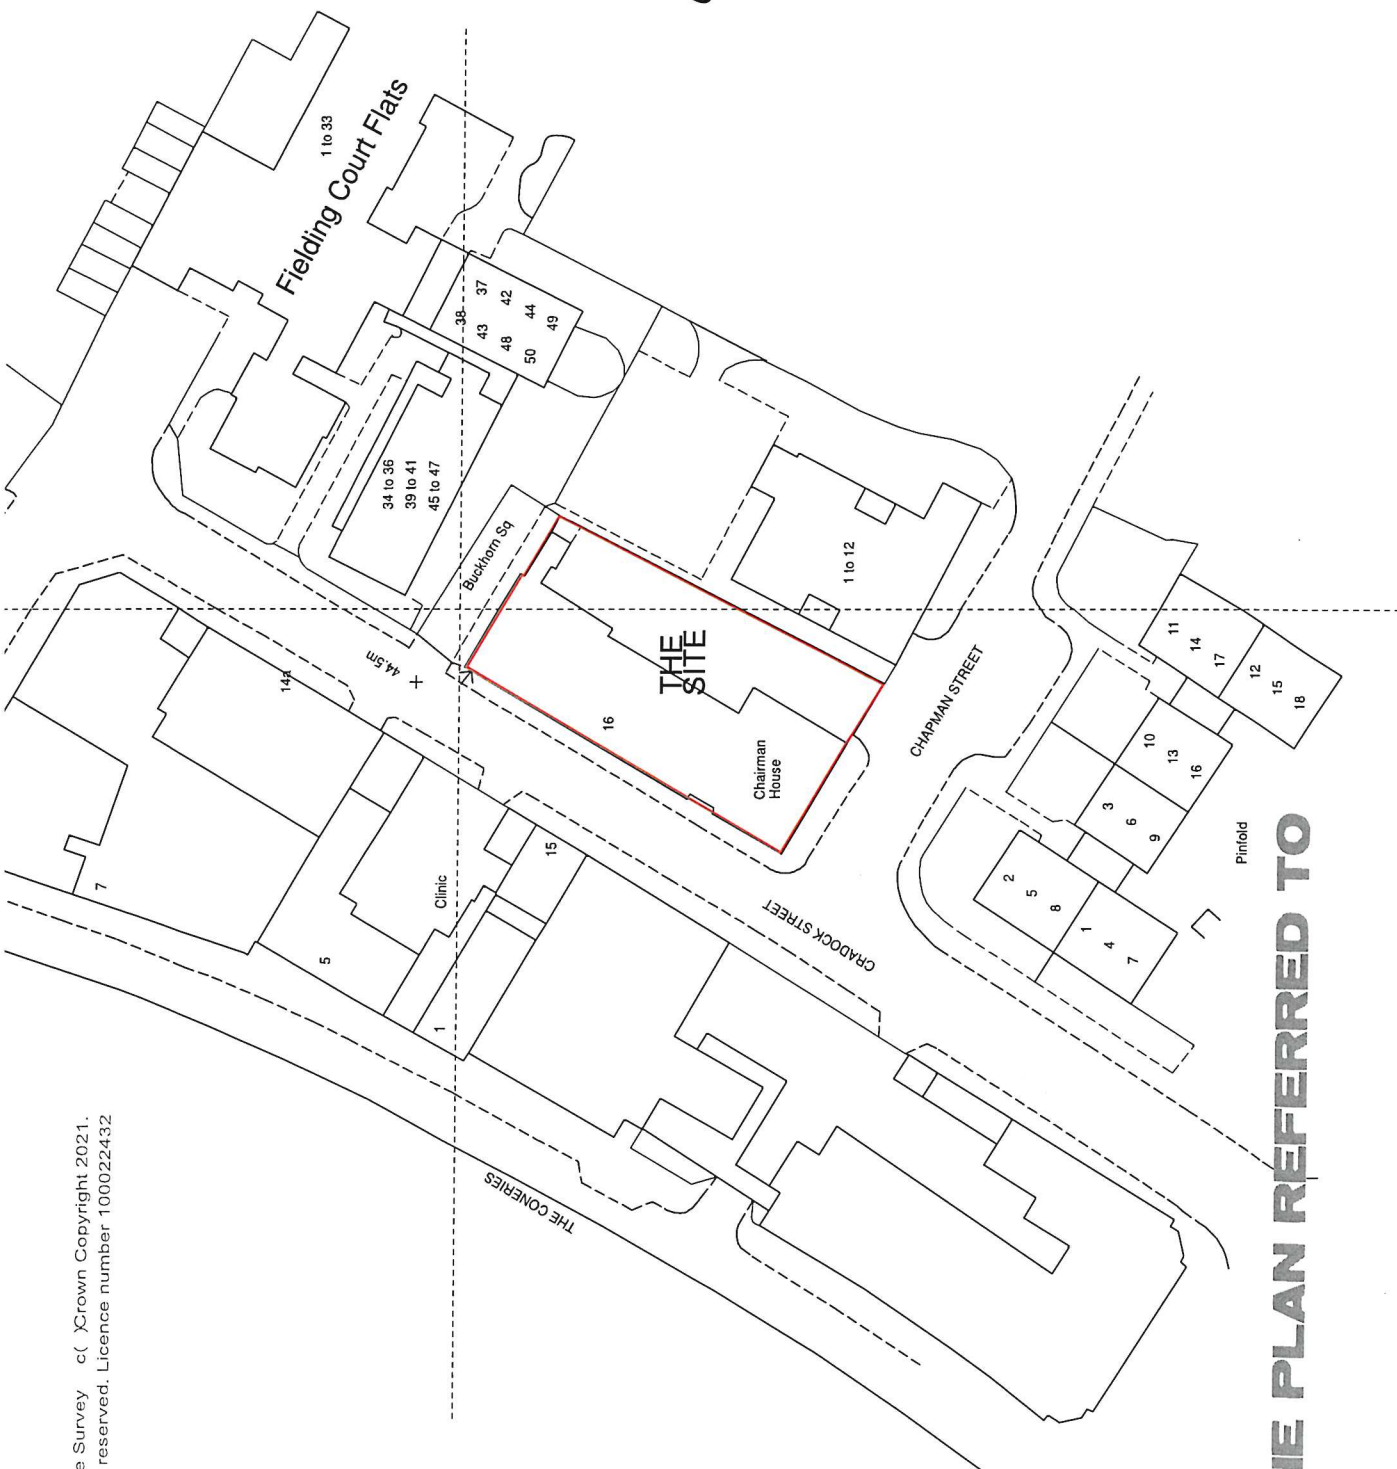 1 to 33
Fielding Court Flats
37
38
42
43
44
48
49
50
34 to 36
39 to 41
45 to 47
Buckhorn Sq
44.5m
14a
7
5
Clinic
15
1
THE
SITE
16
Chairman
House
1 to 12
CHAPMAN STREET
CRADOCK STREET
THE CONERIES
11
14
17
12
15
18
10
13
16
3
6
9
2
5
8
1
4
7
Pinfold
Survey c( )Crown Copyright 2021.
reserved. Licence number 100022432
PLAN REFERRED TO